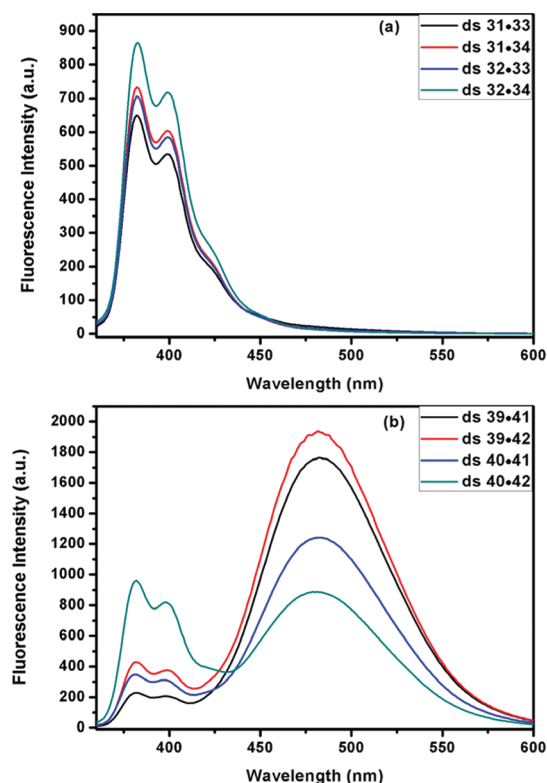 (a)
ds 31•33
ds 31•34
ds 32•33
ds 32•34
Fluorescence Intensity (a.u.)
900
800
700
600
500
400
300
200
100
0
400 450 500 550 600
Wavelength (nm)
(b)
ds 39•41
ds 39•42
ds 40•41
ds 40•42
Fluorescence Intensity (a.u.)
2000
1800
1600
1400
1200
1000
800
600
400
200
0
400 450 500 550 600
Wavelength (nm)